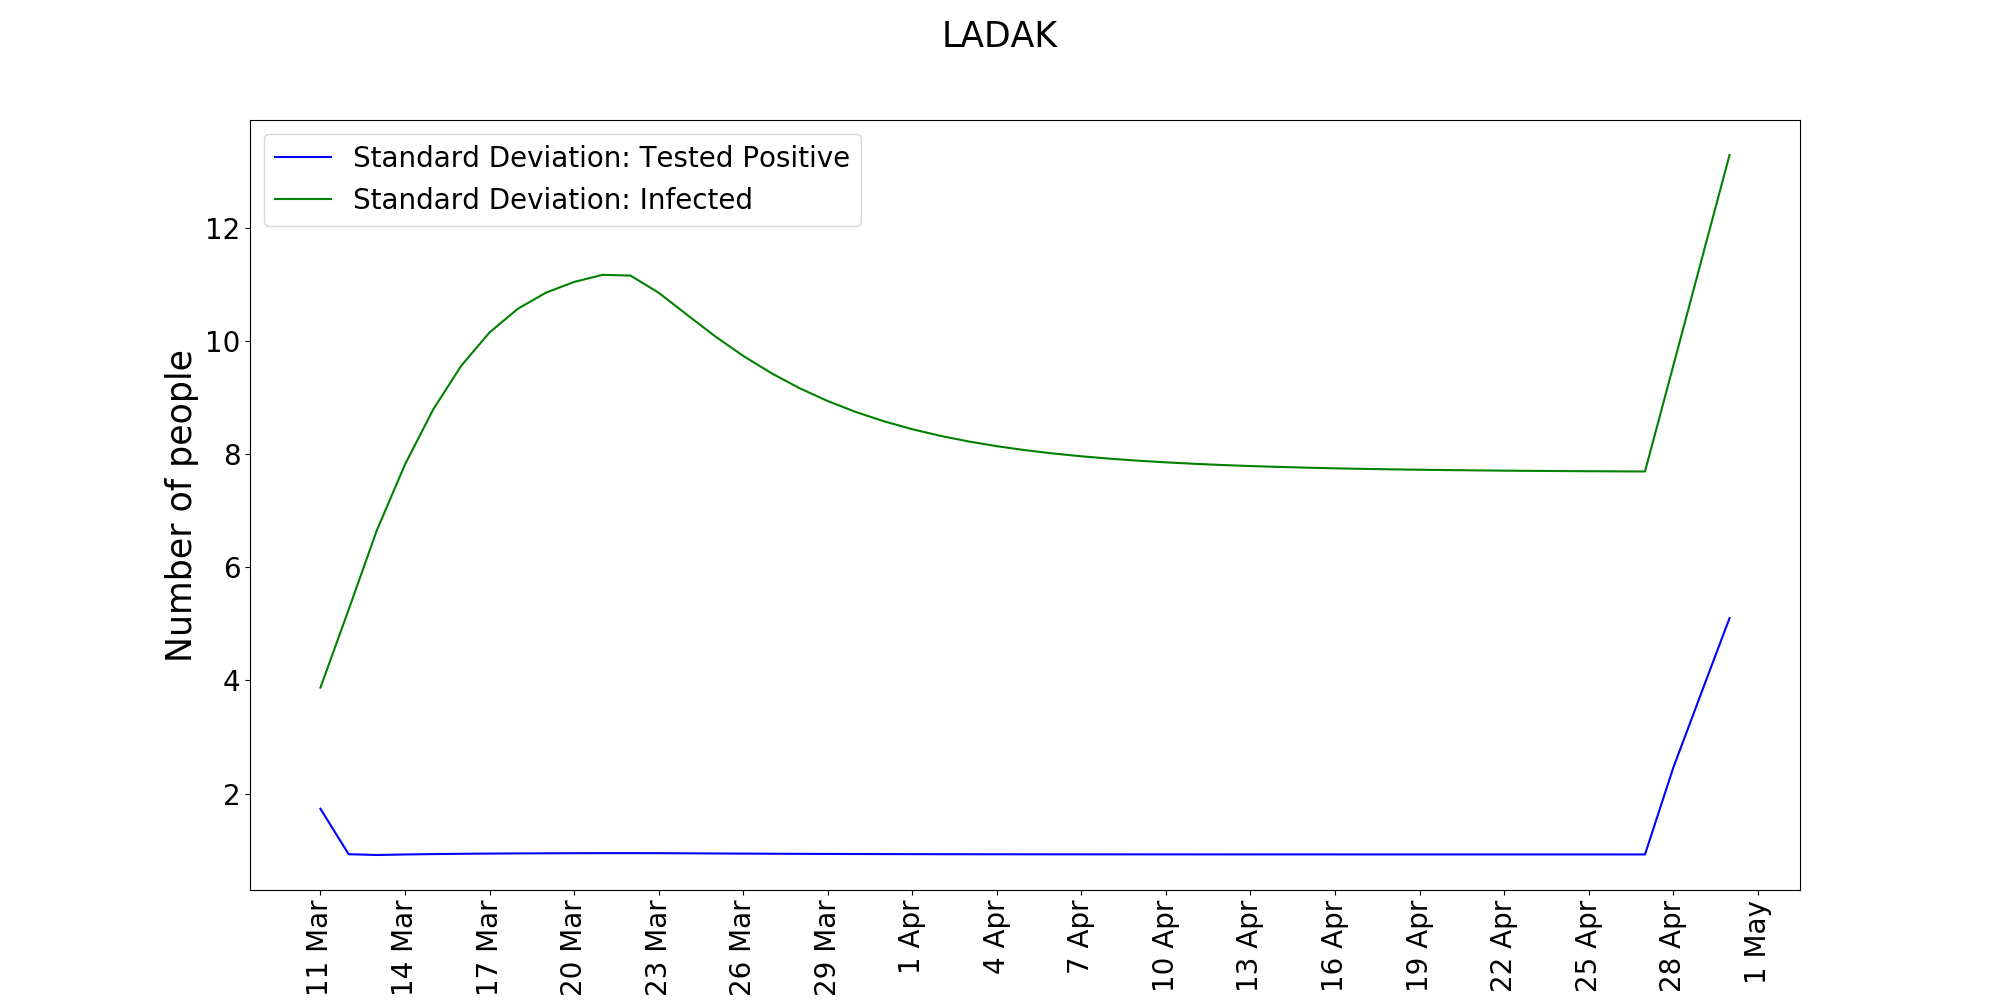 LADAK
Standard Deviation: Tested Positive
Standard Deviation: Infected
12
10
8
6
4
2
Number of people
11 Mar
14 Mar
17 Mar
20 Mar
23 Mar
26 Mar
29 Mar
1 Apr
4 Apr
7 Apr
10 Apr
13 Apr
16 Apr
19 Apr
22 Apr
25 Apr
28 Apr
1 May